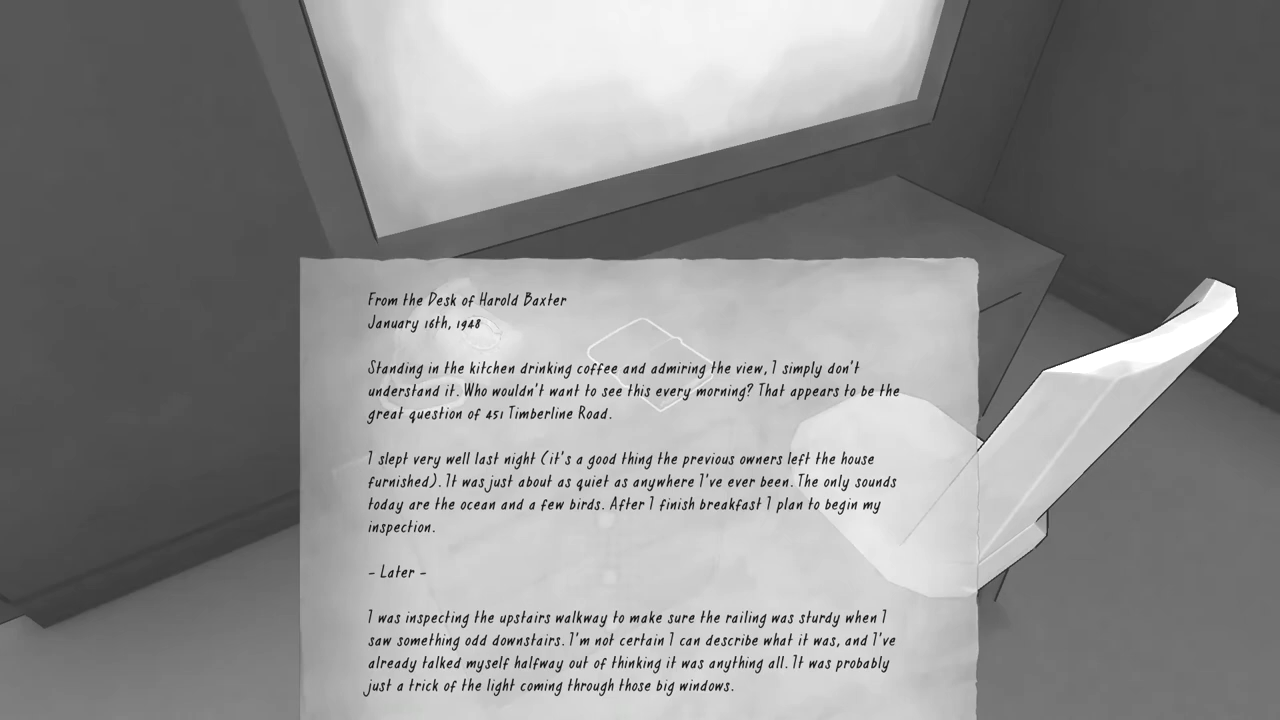 From the Desk of Harold Baxter
January 16th, 1948
Standing in the kitchen drinking coffee and admiring the view, I simply don't
understand it. Who wouldn't want to see this every morning? That appears to be the
great question of 451 Timberline Road.
I slept very well last night (it's a good thing the previous owners left the house
furnished). It was just about as quiet as anywhere I've ever been. The only sounds
today are the ocean and a few birds. After I finish breakfast I plan to begin my
inspection.
- Later -
I was inspecting the upstairs walkway to make sure the railing was sturdy when I
saw something odd downstairs. I'm not certain I can describe what it was, and I've
already talked myself halfway out of thinking it was anything all. It was probably
just a trick of the light coming through those big windows.